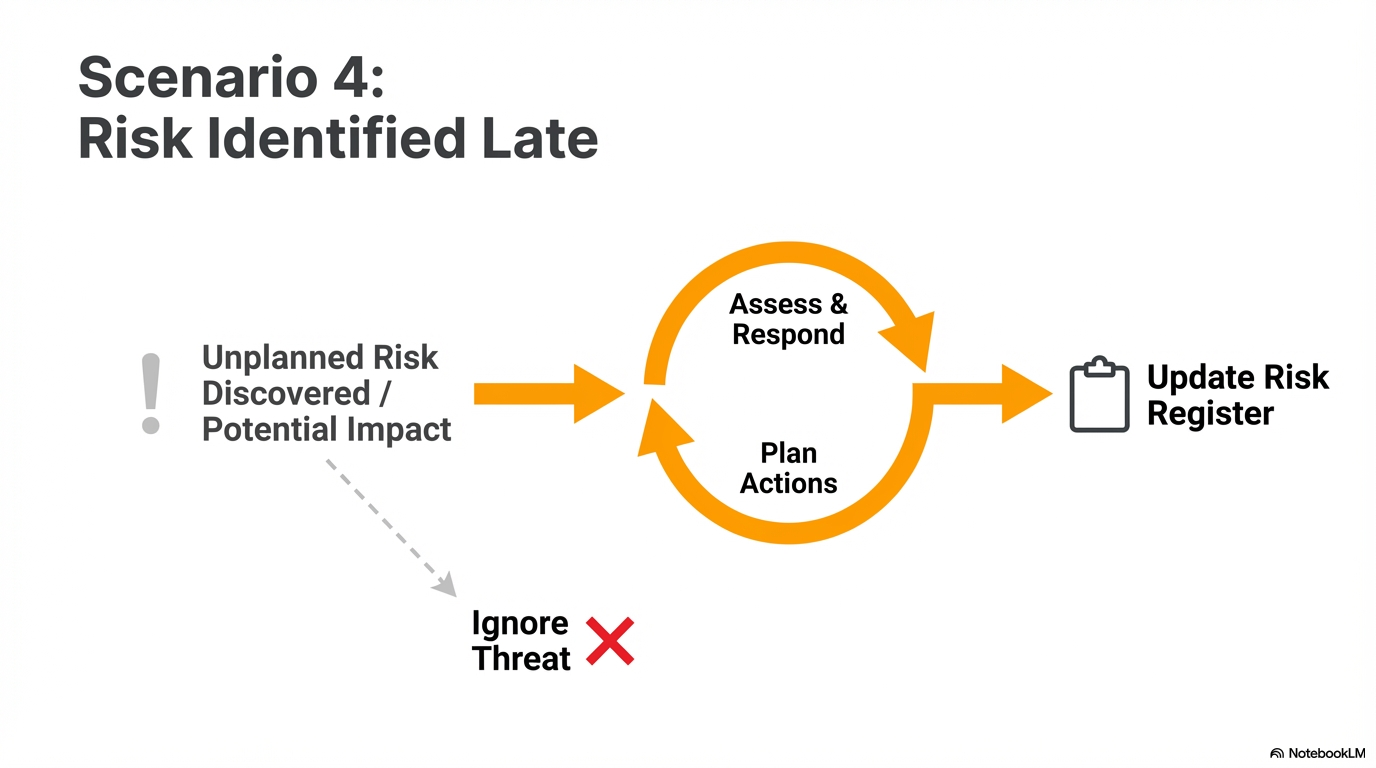 Scenario 4:
Risk Identified Late
Assess &
Respond
Unplanned Risk
Discovered /
Potential Impact
Update Risk
Register
Plan
Actions
Ignore
Threat
NotebookLM